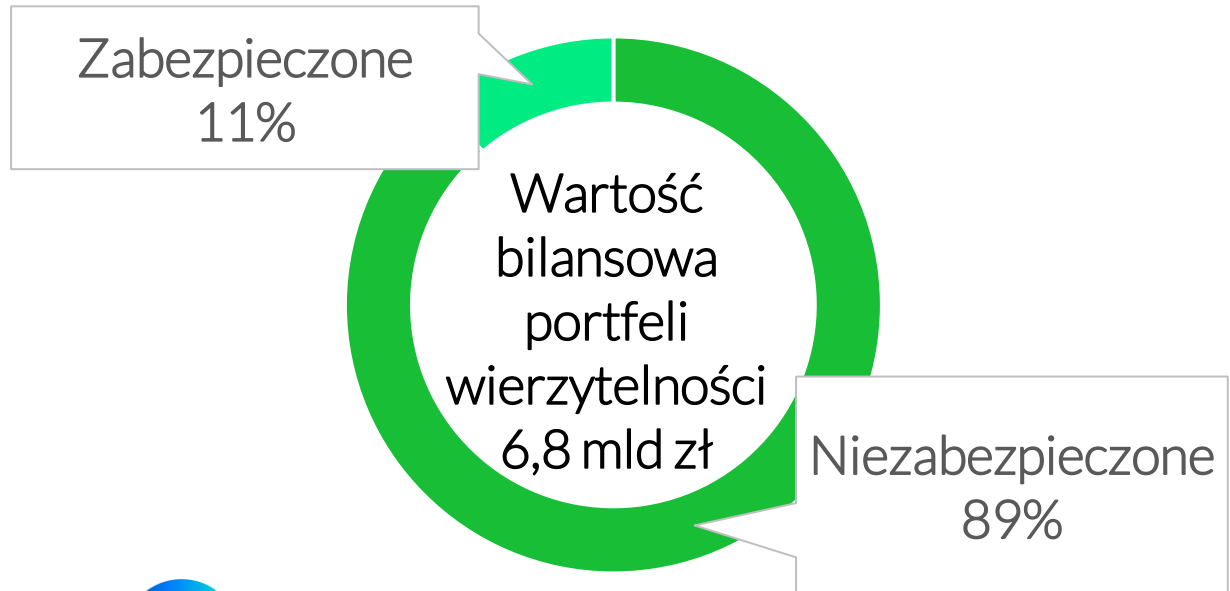 Zabezpieczone
11%
Wartość
bilansowa
portfeli
wierzytelności
6,8 mld zł
Niezabezpieczone
89%